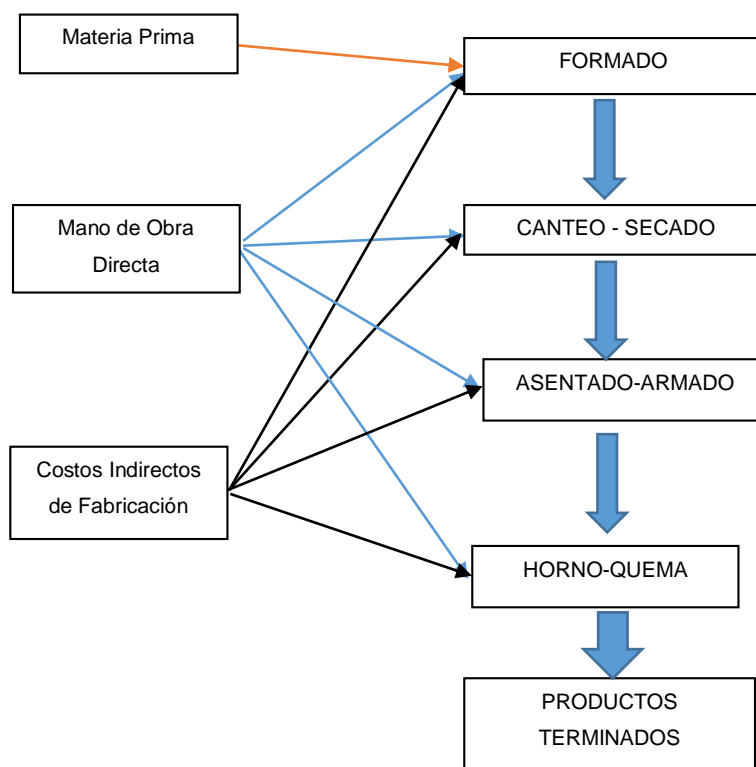 Materia Prima
FORMADO
Mano de Obra
Directa
CANTEO - SECADO
ASENTADO-ARMADO
Costos Indirectos
de Fabricación
HORNO-QUEMA
PRODUCTOS
TERMINADOS